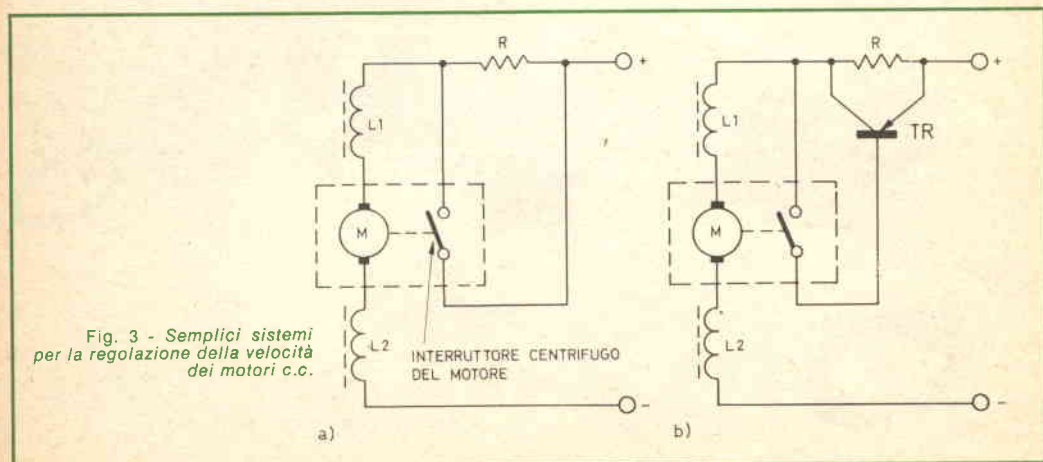 R
+
L1
M
L2
INTERRUTTORE CENTRIFUGO
DEL MOTORE
-
a)
R
+
TR
L1
M
L2
-
b)
Fig. 3 - Semplici sistemi
per la regolazione della velocità
dei motori c.c.